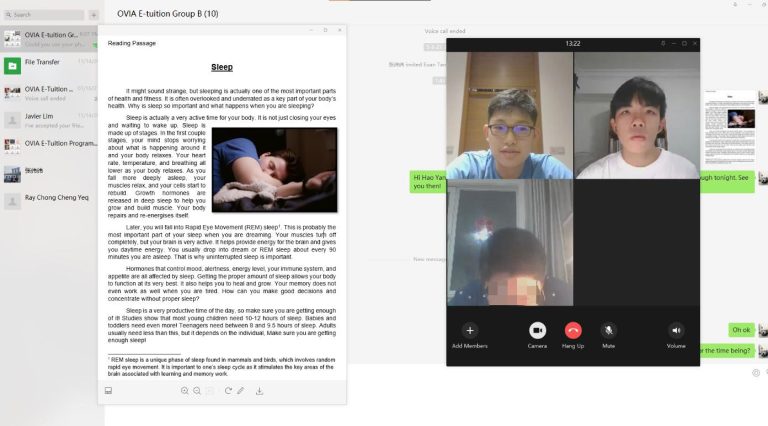 Search
OVIA E-tuition Gr...
Could you use your ph...
File Transfer
OVIA E-Tuition ...
Voice call ended
Javier Lim
I've accepted your frien
OVIA E-Tuition Program...
Ray Chong Cheng Yeq
OVIA E-tuition Group B (10)
Voice call ended
Reading Passage
Sleep
It might sound strange, but sleeping is actually one of the most important parts
of health and fitness. It is often overlooked and underrated as a key part of your body's
health. Why is sleep so important and what happens when you are sleeping?
Sleep is actually a very active time for your body. It is not just closing your eyes
and waiting to wake up. Sleep is
made up of stages. In the first couple
stages, your mind stops worrying
about what is happening around it
and your body relaxes. Your heart
rate, temperature, and breathing all
lower as your body relaxes. As you
fall more deeply asleep, your
muscles relax, and your cells start to
rebuild. Growth hormones are
released in deep sleep to help you
grow and build muscle. Your body
repairs and re-energises itself.
Later, you will fall into Rapid Eye Movement (REM) sleep¹. This is probably the
most important part of your sleep when you are dreaming. Your muscles turn off
completely, but your brain is very active. It helps provide energy for the brain and gives
you daytime energy. You usually drop into dream or REM sleep about every 90
minutes you are asleep. That is why uninterrupted sleep is important.
Hormones that control mood, alertness, energy level, your immune system, and
appetite are all affected by sleep. Getting the proper amount of sleep allows your body
to function at its very best. It also helps you to heal and grow. Your memory does not
even work as well when you are tired. How can you make good decisions and
concentrate without proper sleep?
Sleep is a very productive time of the day, so make sure you are getting enough
of it! Studies show that most young children need 10-12 hours of sleep. Babies and
toddlers need even more! Teenagers need between 8 and 9.5 hours of sleep. Adults
usually need less than this, but it depends on the individual. Make sure you are getting
enough sleep!
¹ REM sleep is a unique phase of sleep found in mammals and birds, which involves random
rapid eye movement. It is important to one's sleep cycle as it stimulates the key areas of the
brain associated with learning and memory work.
13:22
Hi Hao Yan
you then!
ough tonight. See
New message
Add Members
Camera
Hang Up
Mute
Volume
Oh ok
r the time being?